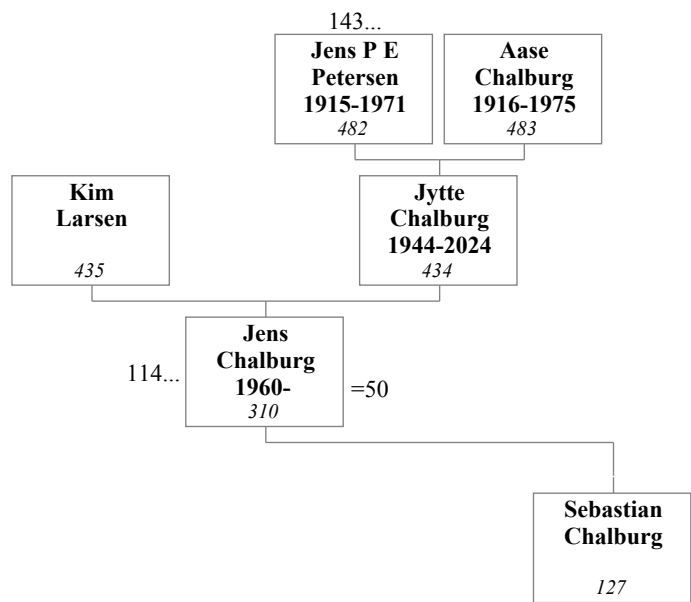 143...
Jens P E
Petersen
1915-1971
482
Aase
Chalburg
1916-1975
483
Kim
Larsen
435
Jytte
Chalburg
1944-2024
434
114...
Jens
Chalburg
1960-
310
=50
Sebastian
Chalburg
127